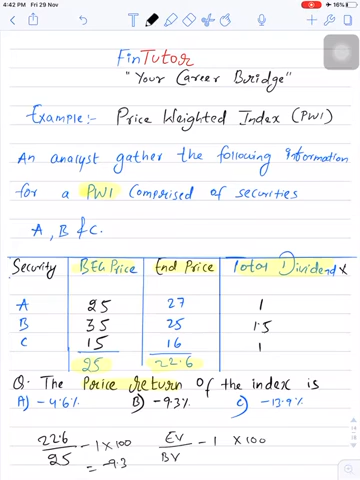 4:42 PM Fri 29 Nov 16%
FinTutor
"Your Career Bridge"
Example:- Price Weighted Index (PWI)
An analyst gather the following information
for a PWI comprised of securities
A, B & C.
Security BEG Price End Price Total Dividend x
A 25 27 1
B 35 25 1.5
C 15 16 1
25 22.6
Q. The Price return of the index is
A) -4.6% B) -9.3% C) -13.9%
22.6/25 - 1 x 100 EV/BV - 1 x 100
= -9.3